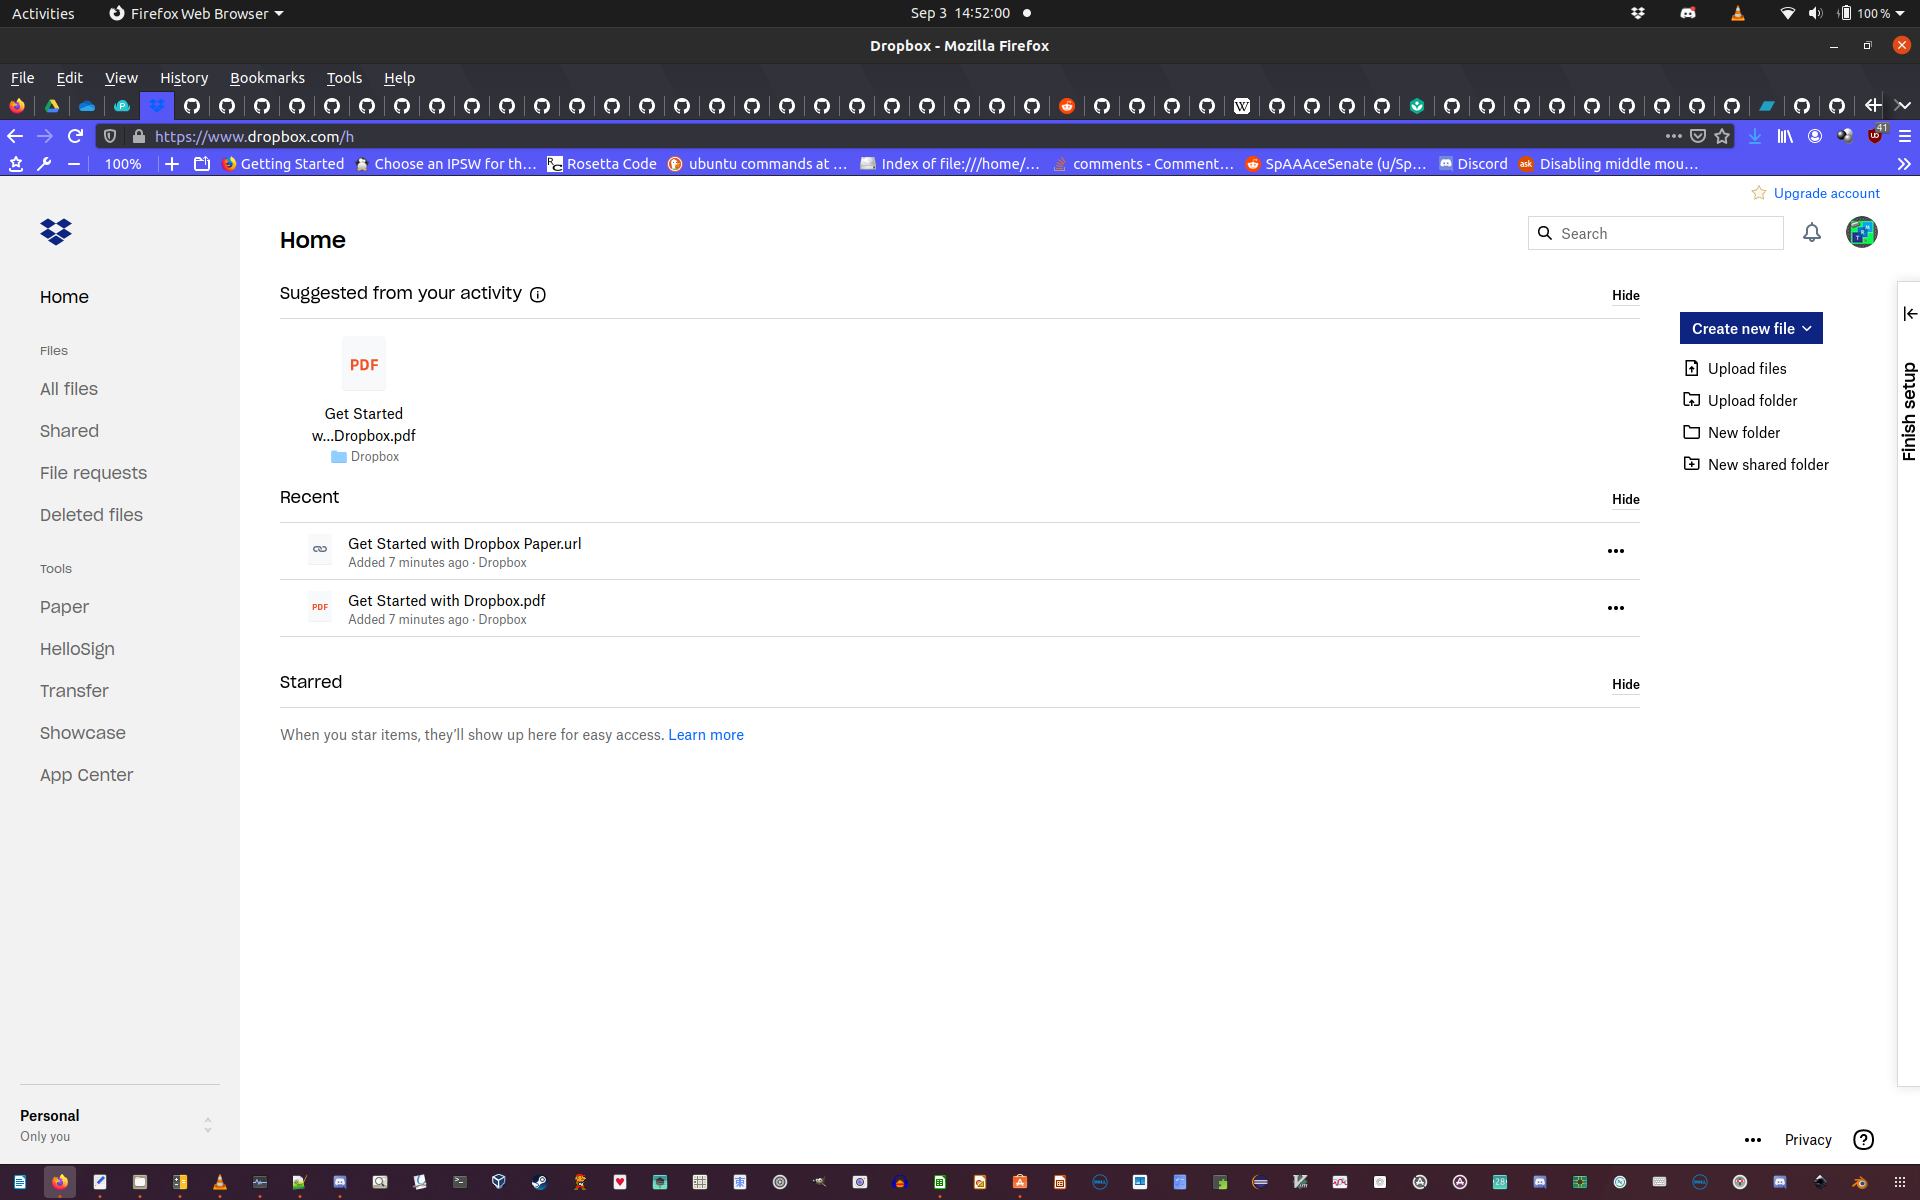 Activities
Firefox Web Browser
Sep 3 14:52:00
100 %
Dropbox - Mozilla Firefox
File Edit View History Bookmarks Tools Help
https://www.dropbox.com/h
41
100%
Getting Started
Choose an IPSW for th…
Rosetta Code
ubuntu commands at …
Index of file:///home/…
comments - Comment…
SpAAAceSenate (u/Sp…
Discord
Disabling middle mou…
Upgrade account
Home
Search
Home
Files
All files
Shared
File requests
Deleted files
Tools
Paper
HelloSign
Transfer
Showcase
App Center
Personal
Only you
Suggested from your activity
Hide
PDF
Get Started
w...Dropbox.pdf
Dropbox
Recent
Hide
Get Started with Dropbox Paper.url
Added 7 minutes ago · Dropbox
PDF
Get Started with Dropbox.pdf
Added 7 minutes ago · Dropbox
Starred
Hide
When you star items, they’ll show up here for easy access. Learn more
Create new file
Upload files
Upload folder
New folder
New shared folder
Finish setup
Privacy